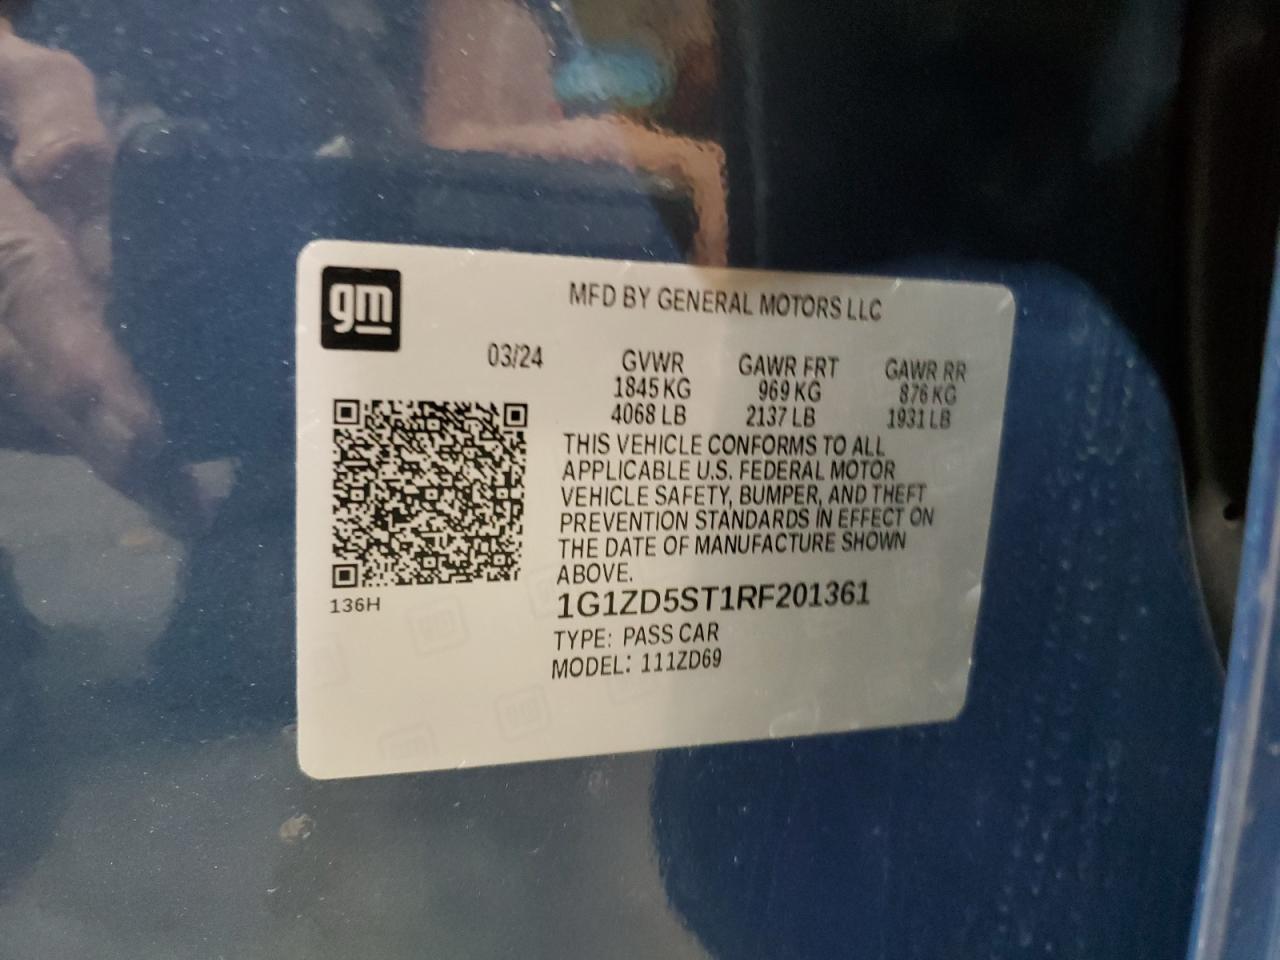 gm
MFD BY GENERAL MOTORS LLC
03/24 GVWR GAWR FRT GAWR RR
1845 KG 969 KG 876 KG
4068 LB 2137 LB 1931 LB
THIS VEHICLE CONFORMS TO ALL
APPLICABLE U.S. FEDERAL MOTOR
VEHICLE SAFETY, BUMPER, AND THEFT
PREVENTION STANDARDS IN EFFECT ON
THE DATE OF MANUFACTURE SHOWN
ABOVE.
136H
1G1ZD5ST1RF201361
TYPE: PASS CAR
MODEL: 111ZD69